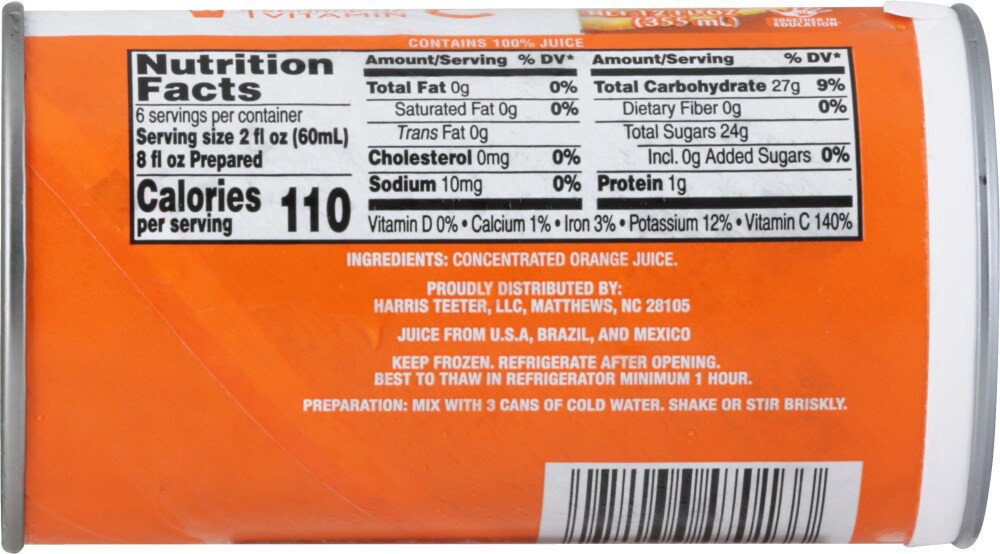 VITAMIN C
(355 mL)
TOGETHER IN
EDUCATION
CONTAINS 100% JUICE
Nutrition
Facts
6 servings per container
Serving size 2 fl oz (60mL)
8 fl oz Prepared
Calories
per serving
110
Amount/Serving % DV*
Total Fat 0g 0%
Saturated Fat 0g 0%
Trans Fat 0g
Cholesterol 0mg 0%
Sodium 10mg 0%
Amount/Serving % DV*
Total Carbohydrate 27g 9%
Dietary Fiber 0g 0%
Total Sugars 24g
Incl. 0g Added Sugars 0%
Protein 1g
Vitamin D 0% • Calcium 1% • Iron 3% • Potassium 12% • Vitamin C 140%
INGREDIENTS: CONCENTRATED ORANGE JUICE.
PROUDLY DISTRIBUTED BY:
HARRIS TEETER, LLC, MATTHEWS, NC 28105
JUICE FROM U.S.A, BRAZIL, AND MEXICO
KEEP FROZEN. REFRIGERATE AFTER OPENING.
BEST TO THAW IN REFRIGERATOR MINIMUM 1 HOUR.
PREPARATION: MIX WITH 3 CANS OF COLD WATER. SHAKE OR STIR BRISKLY.